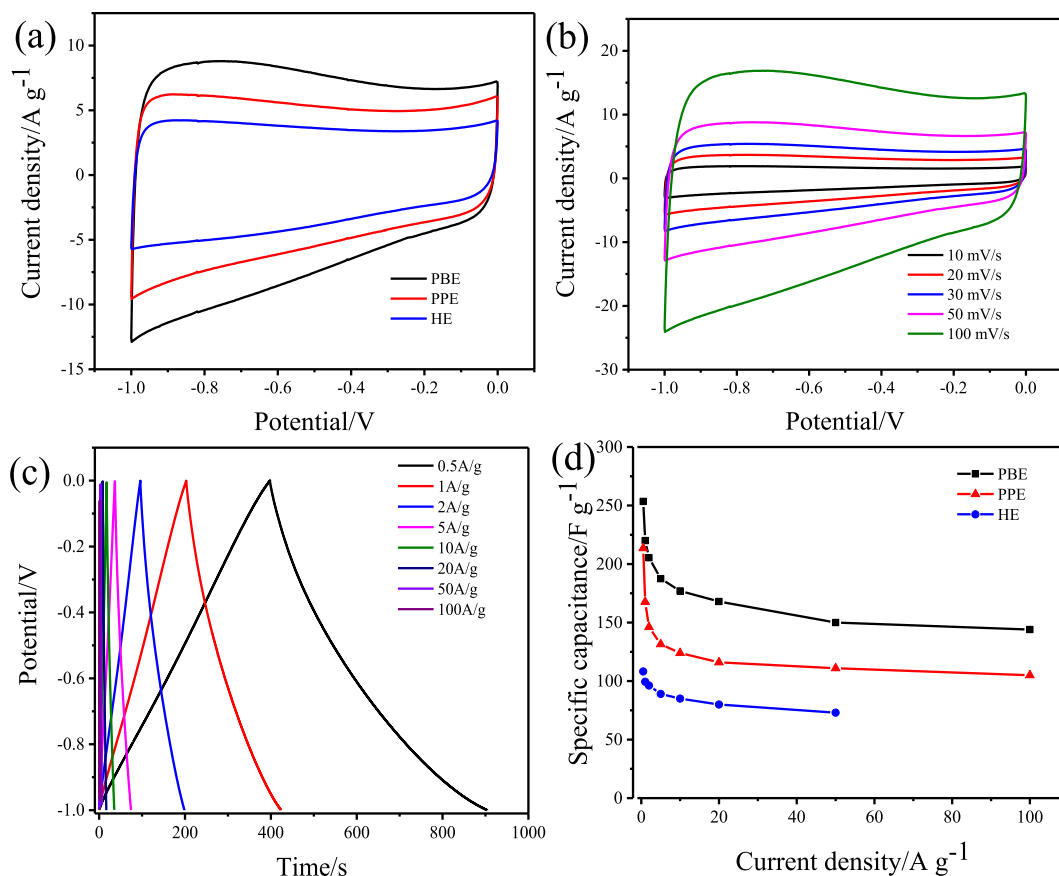 (a)
10
5
0
-5
-10
-15
Current density/A g-1
PBE
PPE
HE
-1.0
-0.8
-0.6
-0.4
-0.2
0.0
Potential/V
(b)
20
10
0
-10
-20
-30
Current density/A g-1
10 mV/s
20 mV/s
30 mV/s
50 mV/s
100 mV/s
-1.0
-0.8
-0.6
-0.4
-0.2
0.0
Potential/V
(c)
0.0
-0.2
-0.4
-0.6
-0.8
-1.0
Potential/V
0.5A/g
1A/g
2A/g
5A/g
10A/g
20A/g
50A/g
100A/g
0
200
400
600
800
1000
Time/s
(d)
300
250
200
150
100
50
0
Specific capacitance/F g-1
PBE
PPE
HE
0
20
40
60
80
100
Current density/A g-1